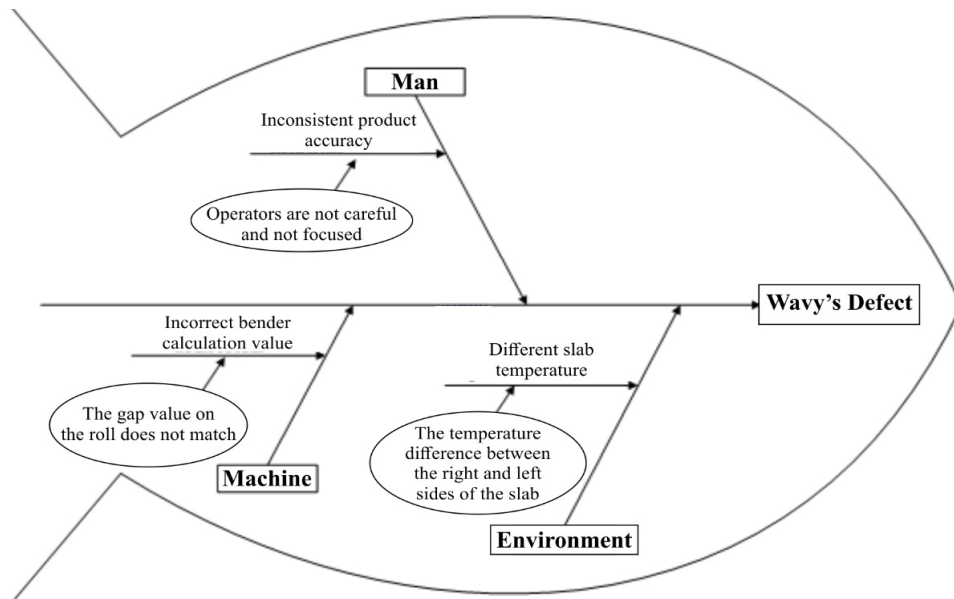 Man
Inconsistent product
accuracy
Operators are not careful
and not focused
Wavy's Defect
Incorrect bender
calculation value
The gap value on
the roll does not match
Machine
Different slab
temperature
The temperature
difference between
the right and left
sides of the slab
Environment